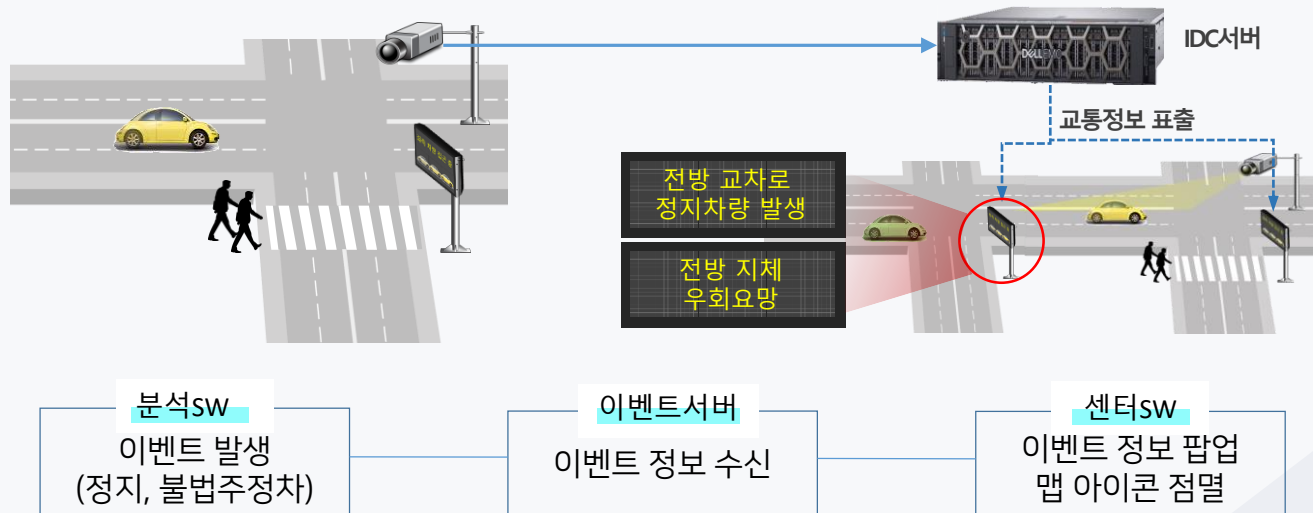 IDC서버
DELL EMC
교통정보 표출
전방 교차로
정지차량 발생
전방 지체
우회요망
분석SW
이벤트 발생
(정지, 불법주정차)
이벤트서버
이벤트 정보 수신
센터SW
이벤트 정보 팝업
맵 아이콘 점멸